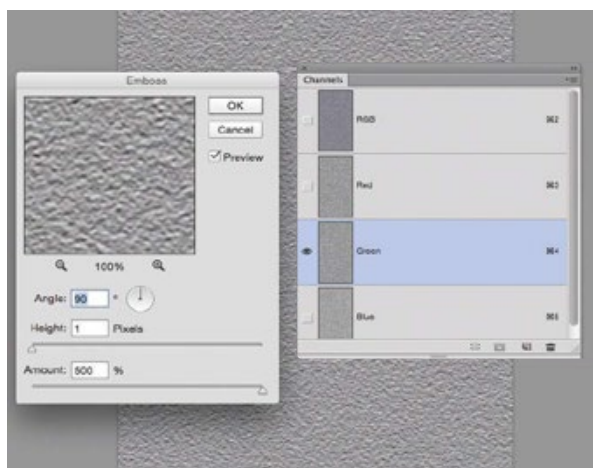 Emboss
OK
Cancel
Preview
100%
Angle: 90 °
Height: 1 Pixels
Amount: 500 %
Channels
RGB ⌘2
Red ⌘3
Green ⌘4
Blue ⌘5